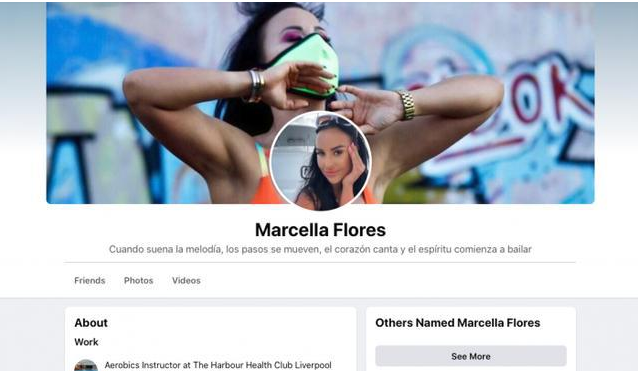 OK
Marcella Flores
Cuando suena la melodía, los pasos se mueven, el corazón canta y el espíritu comienza a bailar
Friends
Photos
Videos
About
Work
Aerobics Instructor at The Harbour Health Club Liverpool
Others Named Marcella Flores
See More